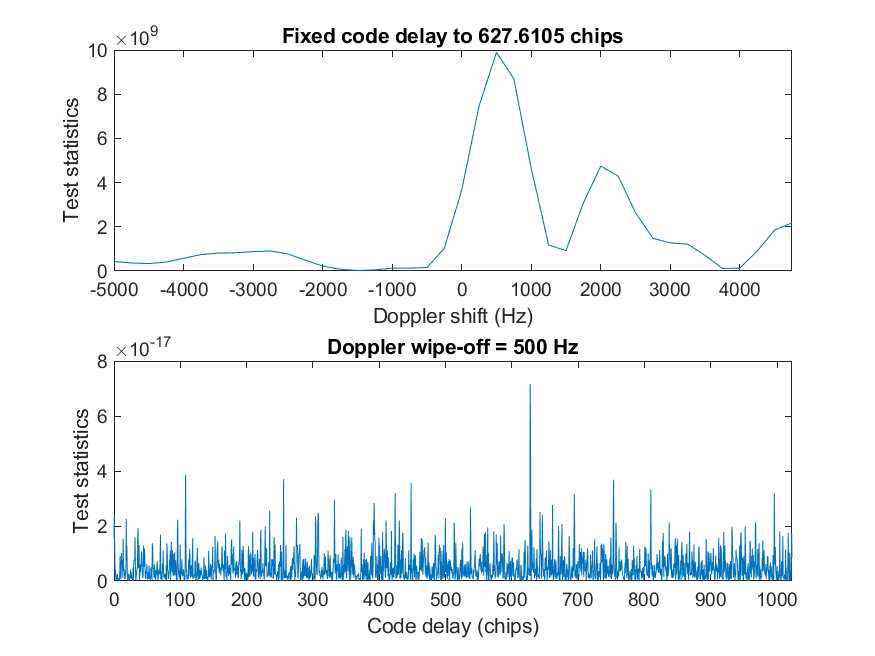 ×10⁹
Fixed code delay to 627.6105 chips
10
8
6
4
2
0
Test statistics
-5000 -4000 -3000 -2000 -1000 0 1000 2000 3000 4000
Doppler shift (Hz)
×10⁻¹⁷
Doppler wipe-off = 500 Hz
8
6
4
2
0
Test statistics
0 100 200 300 400 500 600 700 800 900 1000
Code delay (chips)